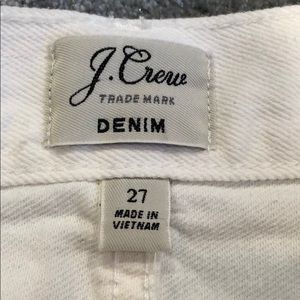 J.Crew
TRADE MARK
DENIM
27
MADE IN
VIETNAM